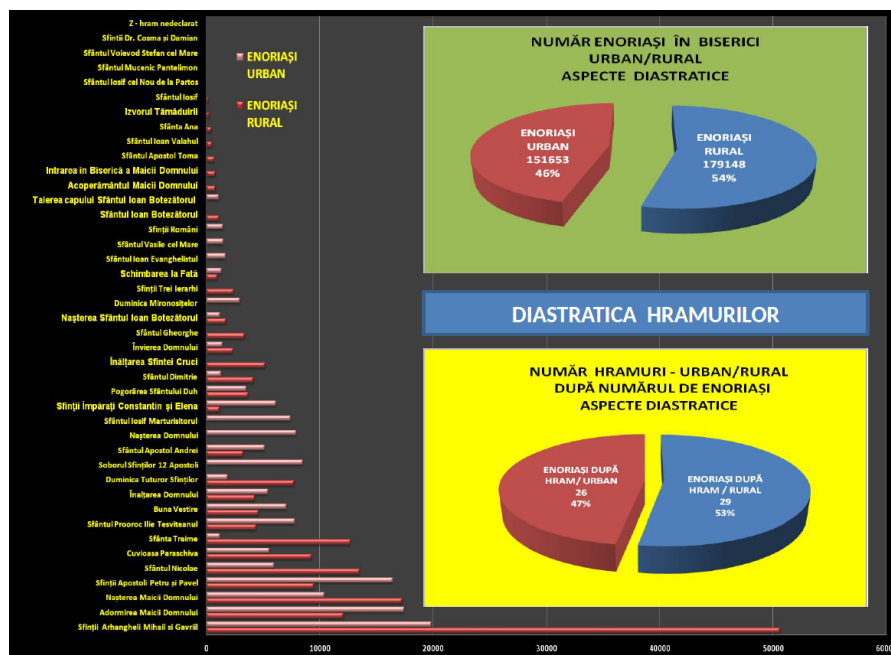 Z - hram nedeclarat
Sfintii Dr. Cosma și Damian
Sfântul Voievod Stefan cel Mare
Sfântul Mucenic Pantelimon
Sfântul Iosif cel Nou de la Partos
Sfântul Iosif
Izvorul Tămăduirii
Sfânta Ana
Sfântul Ioan Valahul
Sfântul Apostol Toma
Intrarea în Biserică a Maicii Domnului
Acoperământul Maicii Domnului
Taierea capului Sfântul Ioan Botezătorul
Sfântul Ioan Botezătorul
Sfinții Români
Sfântul Vasile cel Mare
Sfântul Ioan Evanghelistul
Schimbarea la Față
Sfinții Trei Ierarhi
Duminica Mironosițelor
Nașterea Sfântul Ioan Botezătorul
Sfântul Gheorghe
Învierea Domnului
Înălțarea Sfintei Cruci
Sfântul Dimitrie
Pogorârea Sfântului Duh
Sfinții Împărați Constantin și Elena
Sfântul Iosif Marturisitorul
Nașterea Domnului
Sfântul Apostol Andrei
Soborul Sfinților 12 Apostoli
Duminica Tuturor Sfinților
Înălțarea Domnului
Buna Vestire
Sfântul Prooroc Ilie Tesviteanul
Sfânta Treime
Cuvioasa Paraschiva
Sfântul Nicolae
Sfinții Apostoli Petru și Pavel
Nașterea Maicii Domnului
Adormirea Maicii Domnului
Sfinții Arhangheli Mihail si Gavriil
0 10000 20000 30000 40000 50000 60000
ENORIAȘI
URBAN
ENORIAȘI
RURAL
NUMĂR ENORIAȘI ÎN BISERICI
URBAN/RURAL
ASPECTE DIASTRATICE
ENORIAȘI
URBAN
151653
46%
ENORIAȘI
RURAL
179148
54%
DIASTRATICA HRAMURILOR
NUMĂR HRAMURI - URBAN/RURAL
DUPĂ NUMĂRUL DE ENORIAȘI
ASPECTE DIASTRATICE
ENORIAȘI DUPĂ
HRAM/ URBAN
26
47%
ENORIAȘI DUPĂ
HRAM / RURAL
29
53%